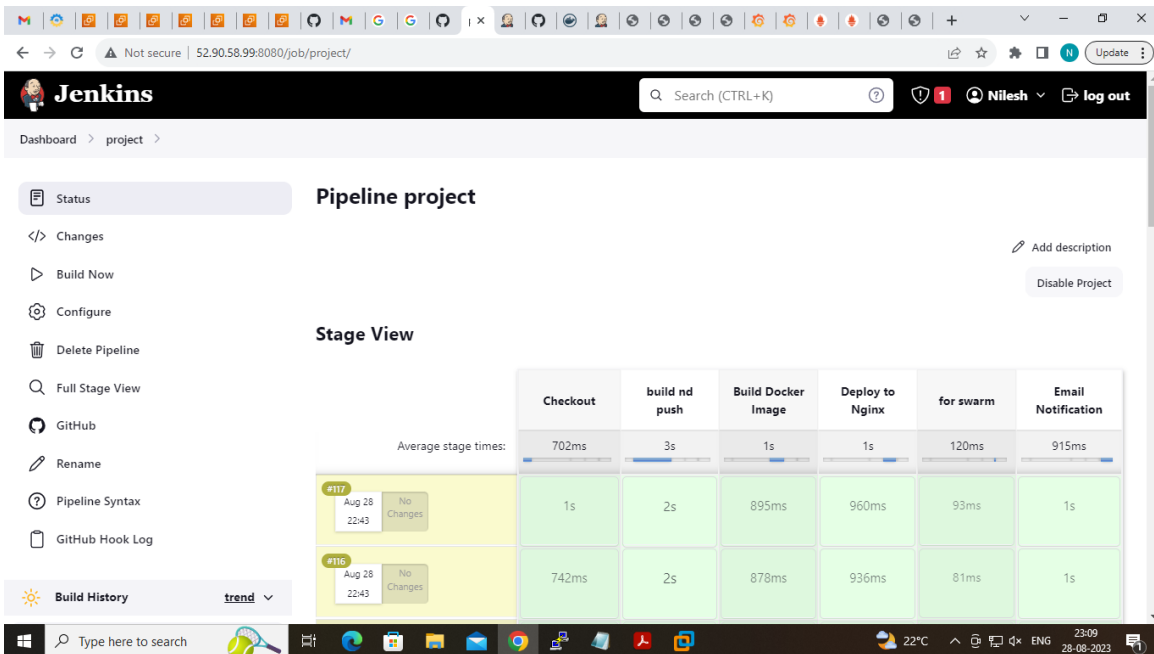 Not secure
52.90.58.99:8080/job/project/
N
Update
Jenkins
Search (CTRL+K)
1
Nilesh
log out
Dashboard
project
Status
Changes
Build Now
Configure
Delete Pipeline
Full Stage View
GitHub
Rename
Pipeline Syntax
GitHub Hook Log
Build History
trend
Pipeline project
Add description
Disable Project
Stage View
Checkout
build nd
push
Build Docker
Image
Deploy to
Nginx
for swarm
Email
Notification
Average stage times:
702ms
3s
1s
1s
120ms
915ms
#117
Aug 28
22:43
No
Changes
1s
2s
895ms
960ms
93ms
1s
#116
Aug 28
22:43
No
Changes
742ms
2s
878ms
936ms
81ms
1s
Type here to search
22°C
ENG
23:09
28-08-2023